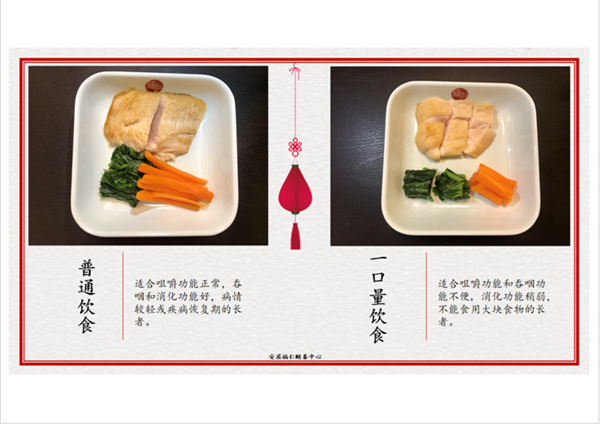 普通饮食
适合咀嚼功能正常，吞
咽和消化功能好，病情
较轻或疾病恢复期的长
者。
一口量饮食
适合咀嚼功能和吞咽功
能不便，消化功能稍弱，
不能食用大块食物的长
者。